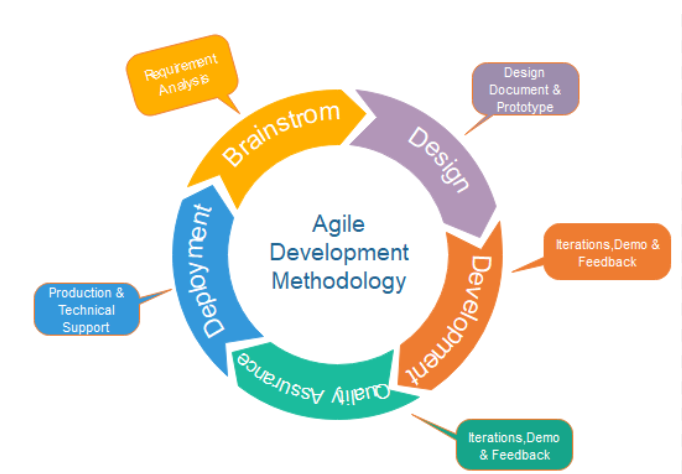 Requirement
Analysis
Brainstrom
Design
Document &
Prototype
Design
Agile
Development
Methodology
Iterations,Demo &
Feedback
Development
Production &
Technical
Support
Deployment
Quality Assurance
Iterations,Demo
& Feedback